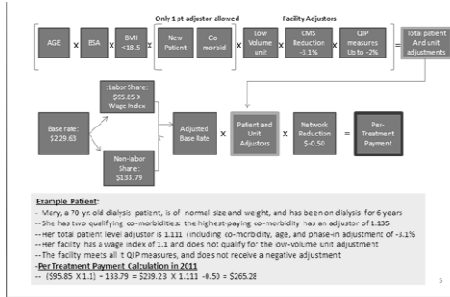 Only 1 pt adjustor allowed
Facility Adjustors
AGE x BSA x BMI <18.5 x New Patient Co morbid x Low Volume unit x CMS Reduction -3.1% x QIP measures Up to -2% = Total patient And unit adjustments
Labor Share: $95.85 X Wage Index
Base rate: $229.63
Non-labor Share: $133.79
Adjusted Base Rate x Patient and Unit Adjustors x Network Reduction $-0.50 = Per-Treatment Payment
Example Patient:
- Mary, a 70 yr old dialysis patient, is of normal size and weight, and has been on dialysis for 6 years
--She has two qualifying co-morbidities; the highest-paying co-morbidity has an adjustor of 1.135
--Her total patient level adjustor is 1.111 (including co-morbidity, age, and phase-in adjustment of -3.1%
--Her facility has a wage index of 1.1 and does not qualify for the low-volume unit adjustment
--The facility meets all it QIP measures, and does not receive a negative adjustment
-Per Treatment Payment Calculation in 2011
-- ($95.85 X 1.1) + 133.79 = $239.23 X 1.111 -0.50 = $265.28
5